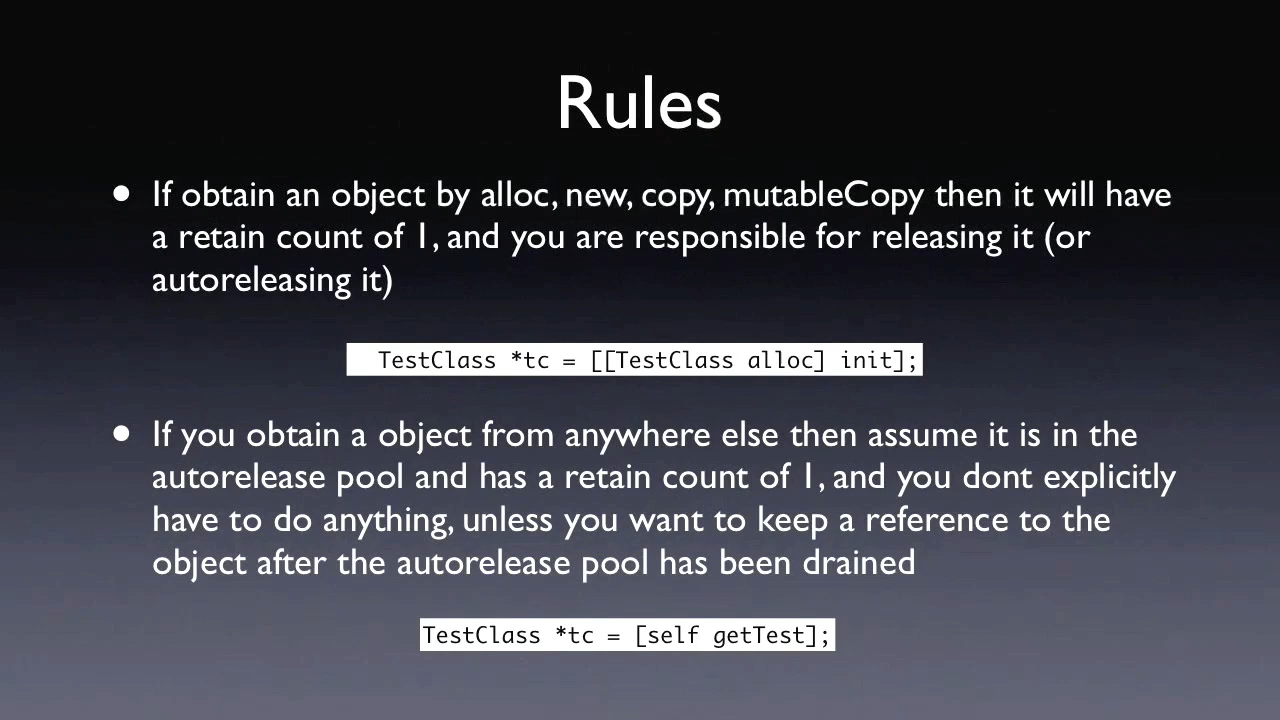 Rules
• If obtain an object by alloc, new, copy, mutableCopy then it will have
a retain count of 1, and you are responsible for releasing it (or
autoreleasing it)
TestClass *tc = [[TestClass alloc] init];
• If you obtain a object from anywhere else then assume it is in the
autorelease pool and has a retain count of 1, and you dont explicitly
have to do anything, unless you want to keep a reference to the
object after the autorelease pool has been drained
TestClass *tc = [self getTest];